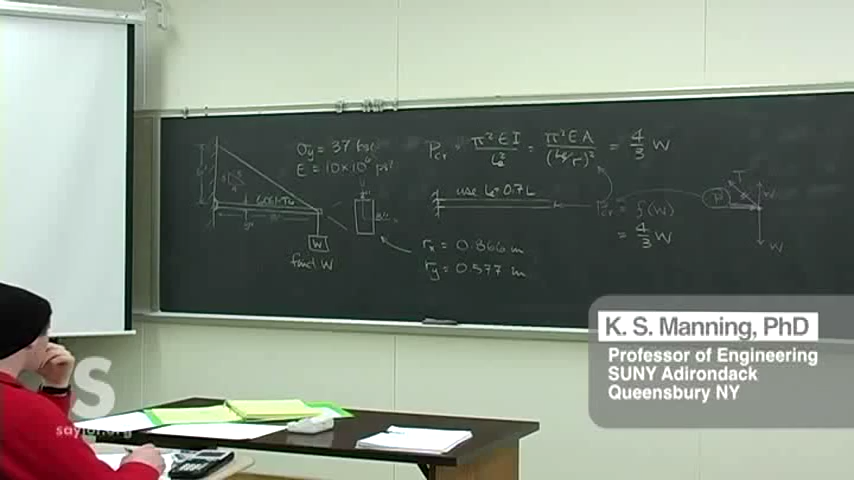 σy = 37 ksi
E = 10×10⁶ psi
6061-T6
W
find W
Pcr = π²EI / Le² = π²EA / (Le/r)² = 4/3 W
use Le = 0.7L
rx = 0.866 in
ry = 0.577 in
Pcr = f(W)
= 4/3 W
P
T
W
W
K. S. Manning, PhD
Professor of Engineering
SUNY Adirondack
Queensbury NY
S
saylor.org